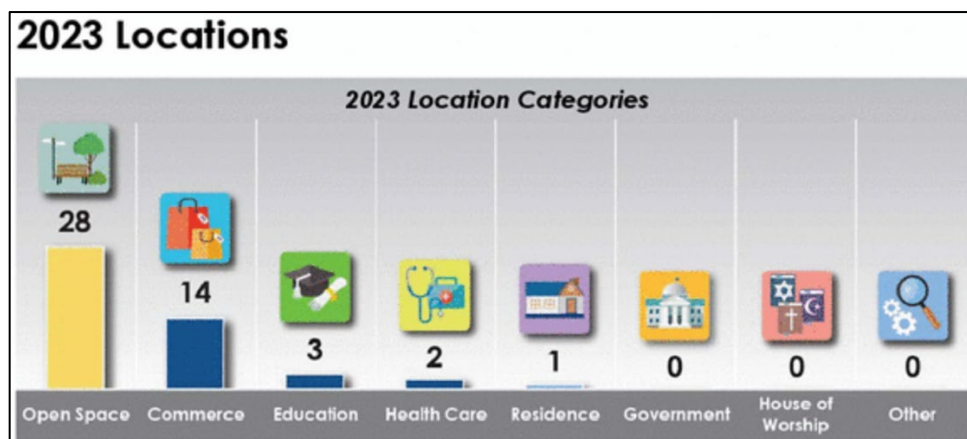 2023 Locations
2023 Location Categories
28
14
3
2
1
0
0
0
Open Space
Commerce
Education
Health Care
Residence
Government
House of
Worship
Other